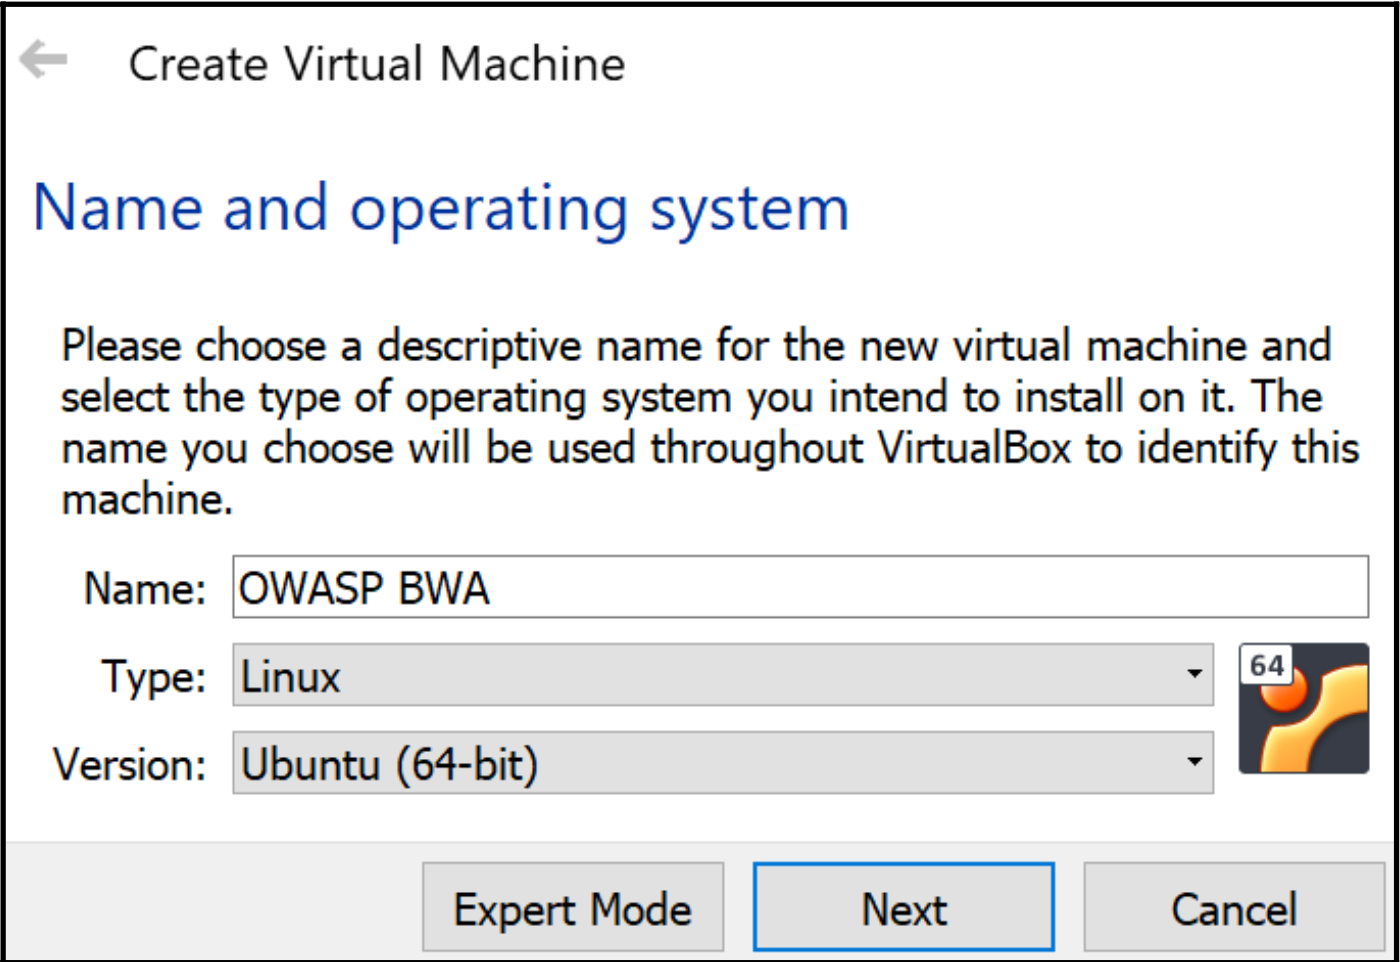 Create Virtual Machine
Name and operating system
Please choose a descriptive name for the new virtual machine and
select the type of operating system you intend to install on it. The
name you choose will be used throughout VirtualBox to identify this
machine.
Name: OWASP BWA
Type: Linux
64
Version: Ubuntu (64-bit)
Expert Mode Next Cancel